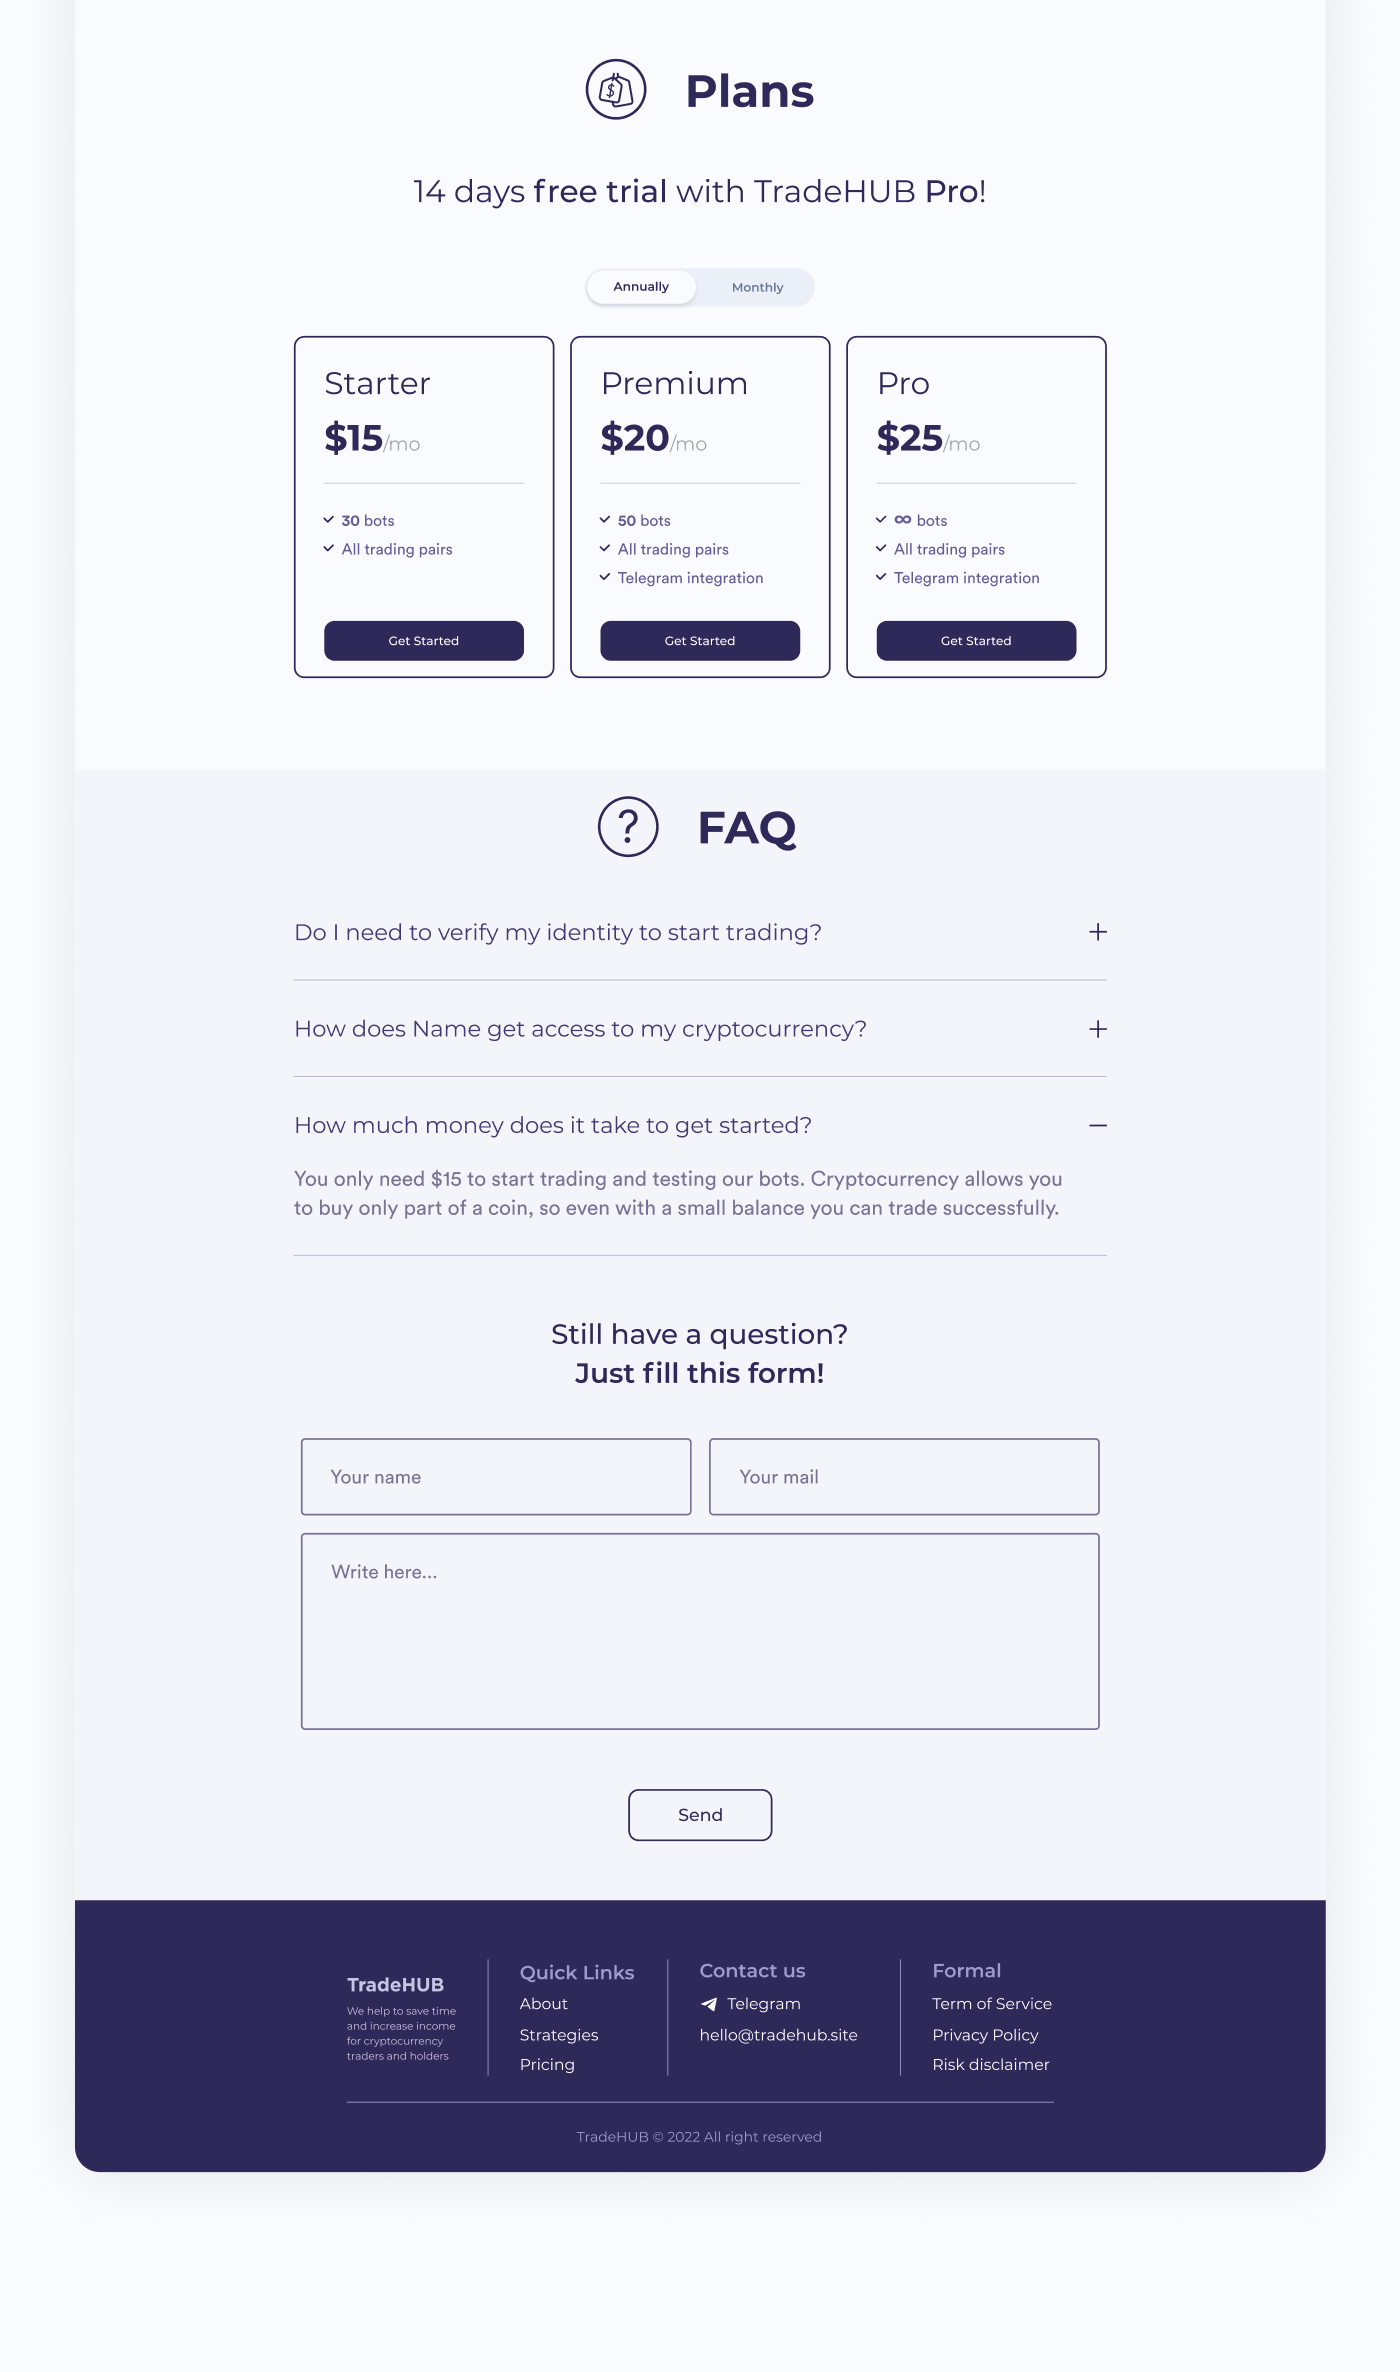 Plans
14 days free trial with TradeHUB Pro!
Annually
Monthly
Starter
$15/mo
30 bots
All trading pairs
Get Started
Premium
$20/mo
50 bots
All trading pairs
Telegram integration
Get Started
Pro
$25/mo
∞ bots
All trading pairs
Telegram integration
Get Started
? FAQ
Do I need to verify my identity to start trading?
How does Name get access to my cryptocurrency?
How much money does it take to get started?
You only need $15 to start trading and testing our bots. Cryptocurrency allows you
to buy only part of a coin, so even with a small balance you can trade successfully.
Still have a question?
Just fill this form!
Your name
Your mail
Write here...
Send
TradeHUB
We help to save time
and increase income
for cryptocurrency
traders and holders
Quick Links
About
Strategies
Pricing
Contact us
Telegram
hello@tradehub.site
Formal
Term of Service
Privacy Policy
Risk disclaimer
TradeHUB © 2022 All right reserved